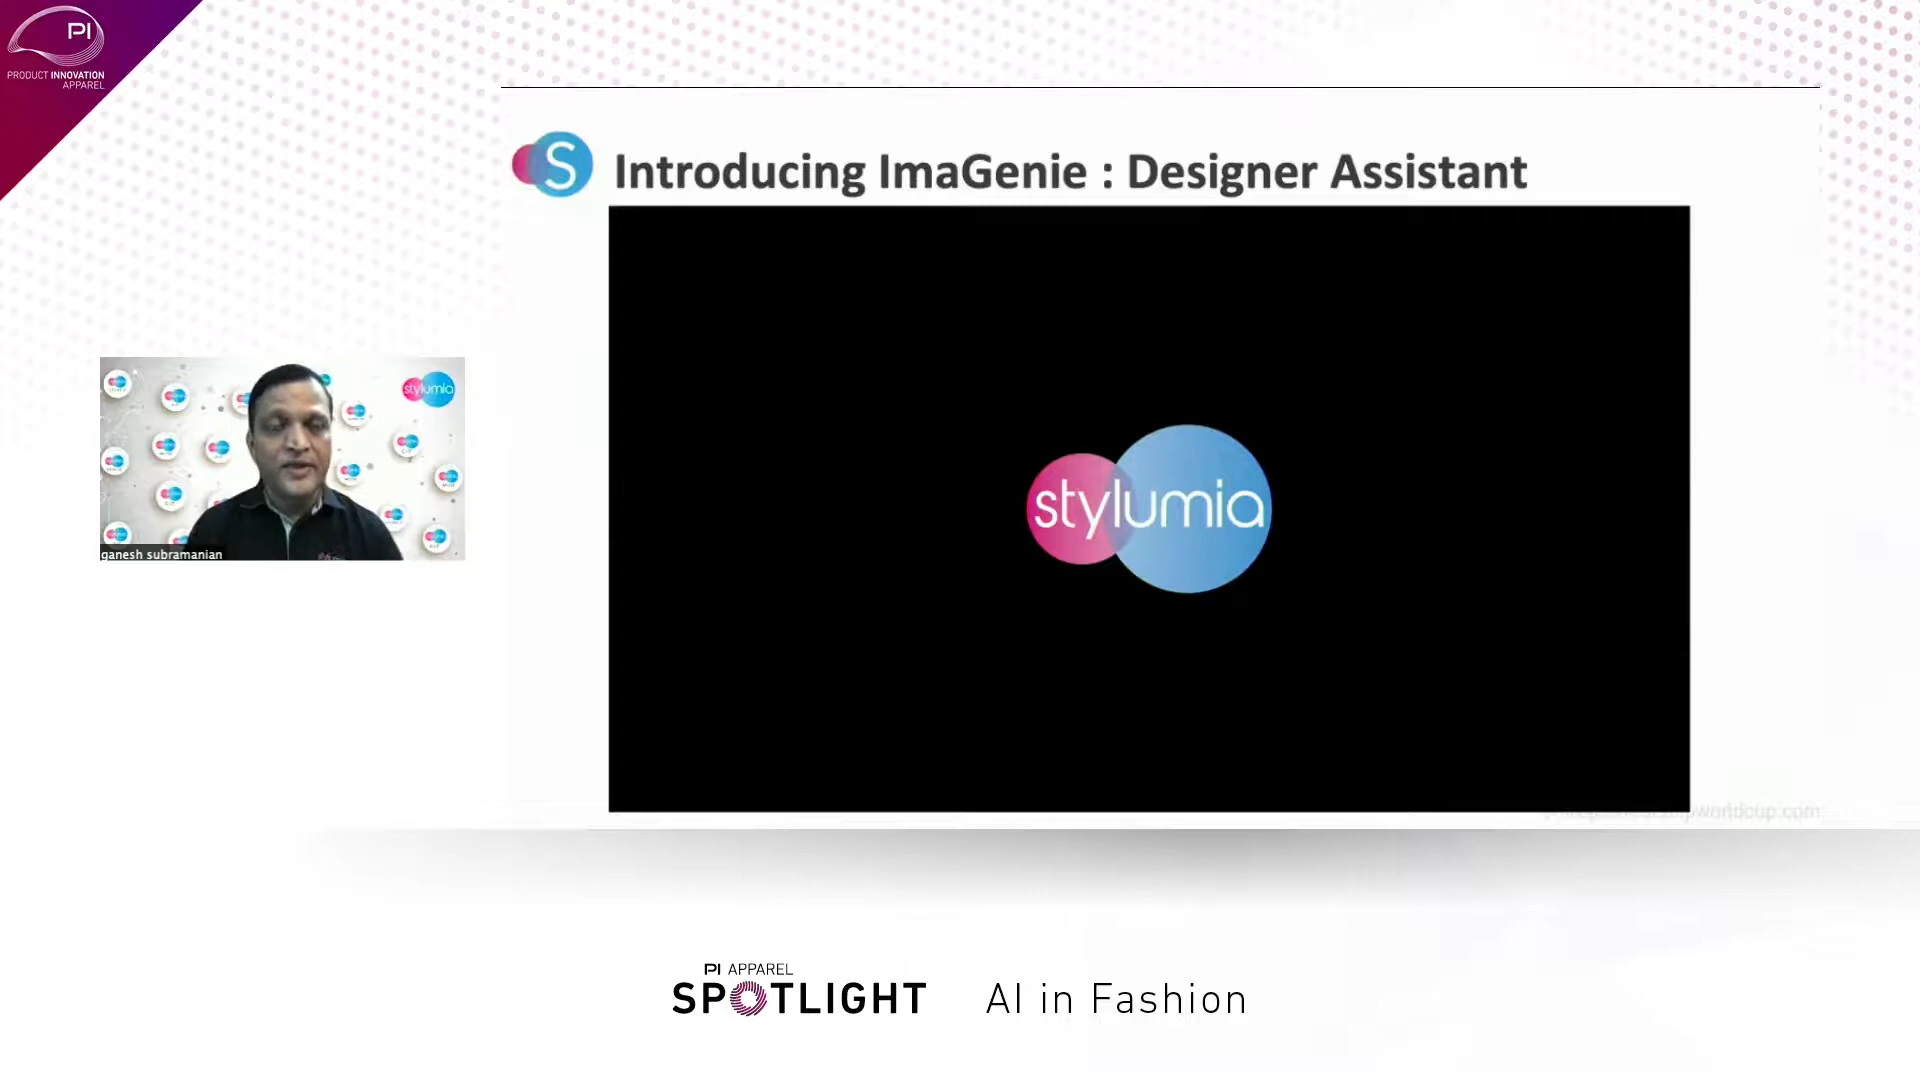 PI
PRODUCT INNOVATION
APPAREL
S Introducing ImaGenie : Designer Assistant
stylumia
stylumia
ganesh subramanian
PI APPAREL
SPOTLIGHT AI in Fashion